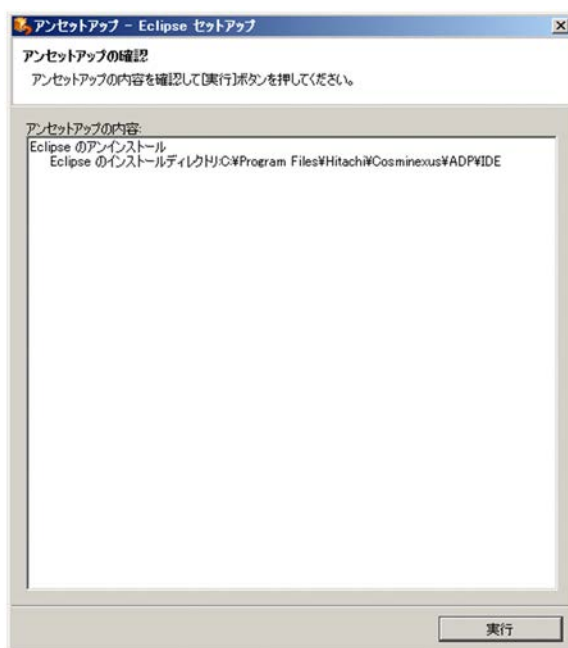 アンセットアップ - Eclipse セットアップ
アンセットアップの確認
アンセットアップの内容を確認して[実行]ボタンを押してください。
アンセットアップの内容:
Eclipse のアンインストール
Eclipse のインストールディレクトリ:C:¥Program Files¥Hitachi¥Cosminexus¥ADP¥IDE
実行